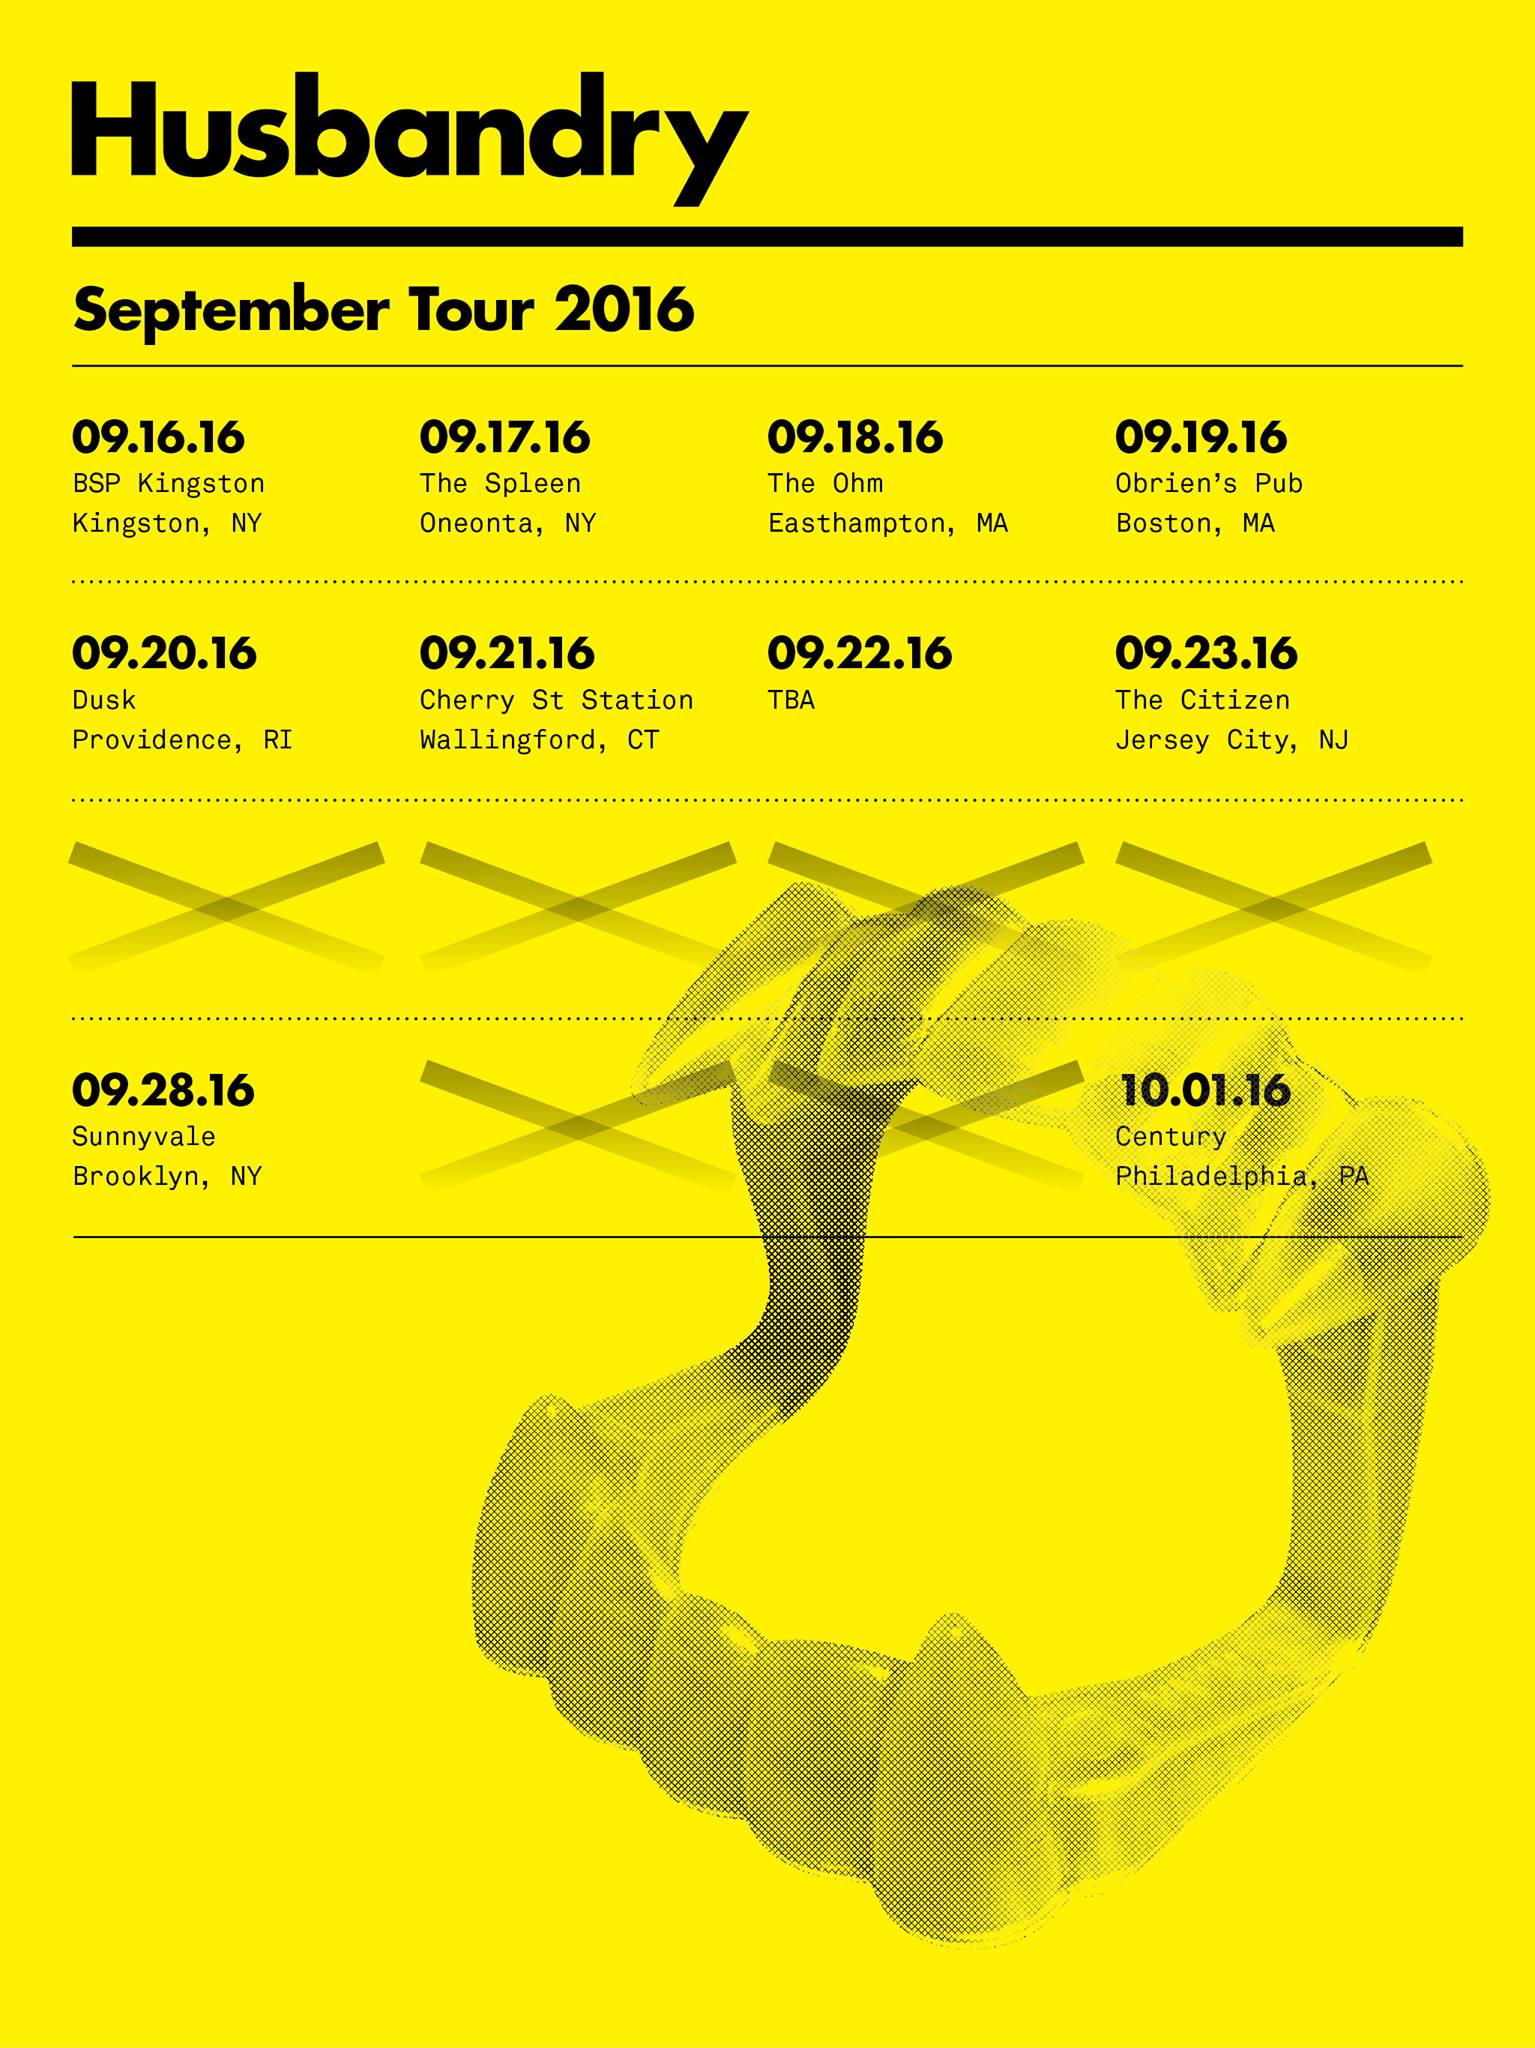 Husbandry
September Tour 2016
09.16.16
BSP Kingston
Kingston, NY
09.17.16
The Spleen
Oneonta, NY
09.18.16
The Ohm
Easthampton, MA
09.19.16
Obrien’s Pub
Boston, MA
09.20.16
Dusk
Providence, RI
09.21.16
Cherry St Station
Wallingford, CT
09.22.16
TBA
09.23.16
The Citizen
Jersey City, NJ
09.28.16
Sunnyvale
Brooklyn, NY
10.01.16
Century
Philadelphia, PA